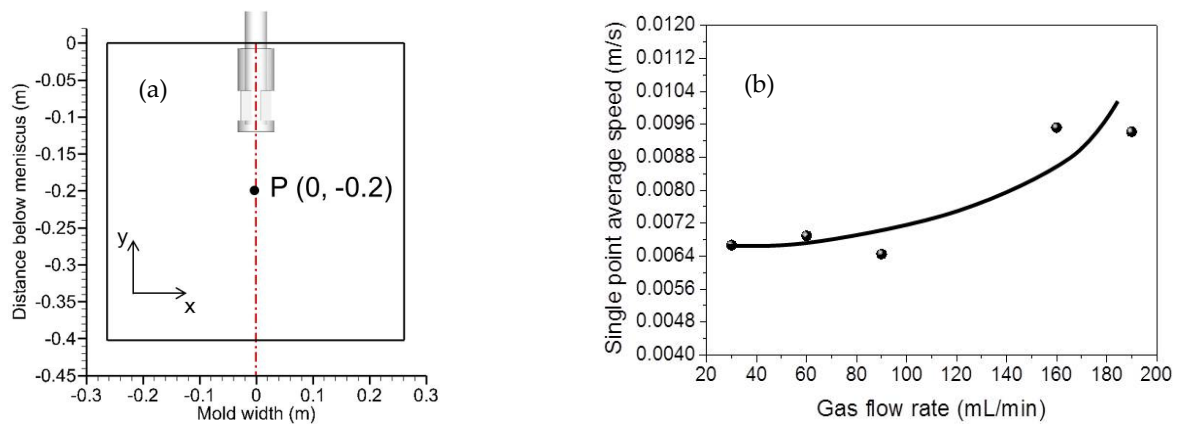 (a)
Distance below meniscus (m)
0
-0.05
-0.1
-0.15
-0.2
-0.25
-0.3
-0.35
-0.4
-0.45
P (0, -0.2)
y
x
-0.3 -0.2 -0.1 0 0.1 0.2 0.3
Mold width (m)
(b)
Single point average speed (m/s)
0.0120
0.0112
0.0104
0.0096
0.0088
0.0080
0.0072
0.0064
0.0056
0.0048
0.0040
20 40 60 80 100 120 140 160 180 200
Gas flow rate (mL/min)